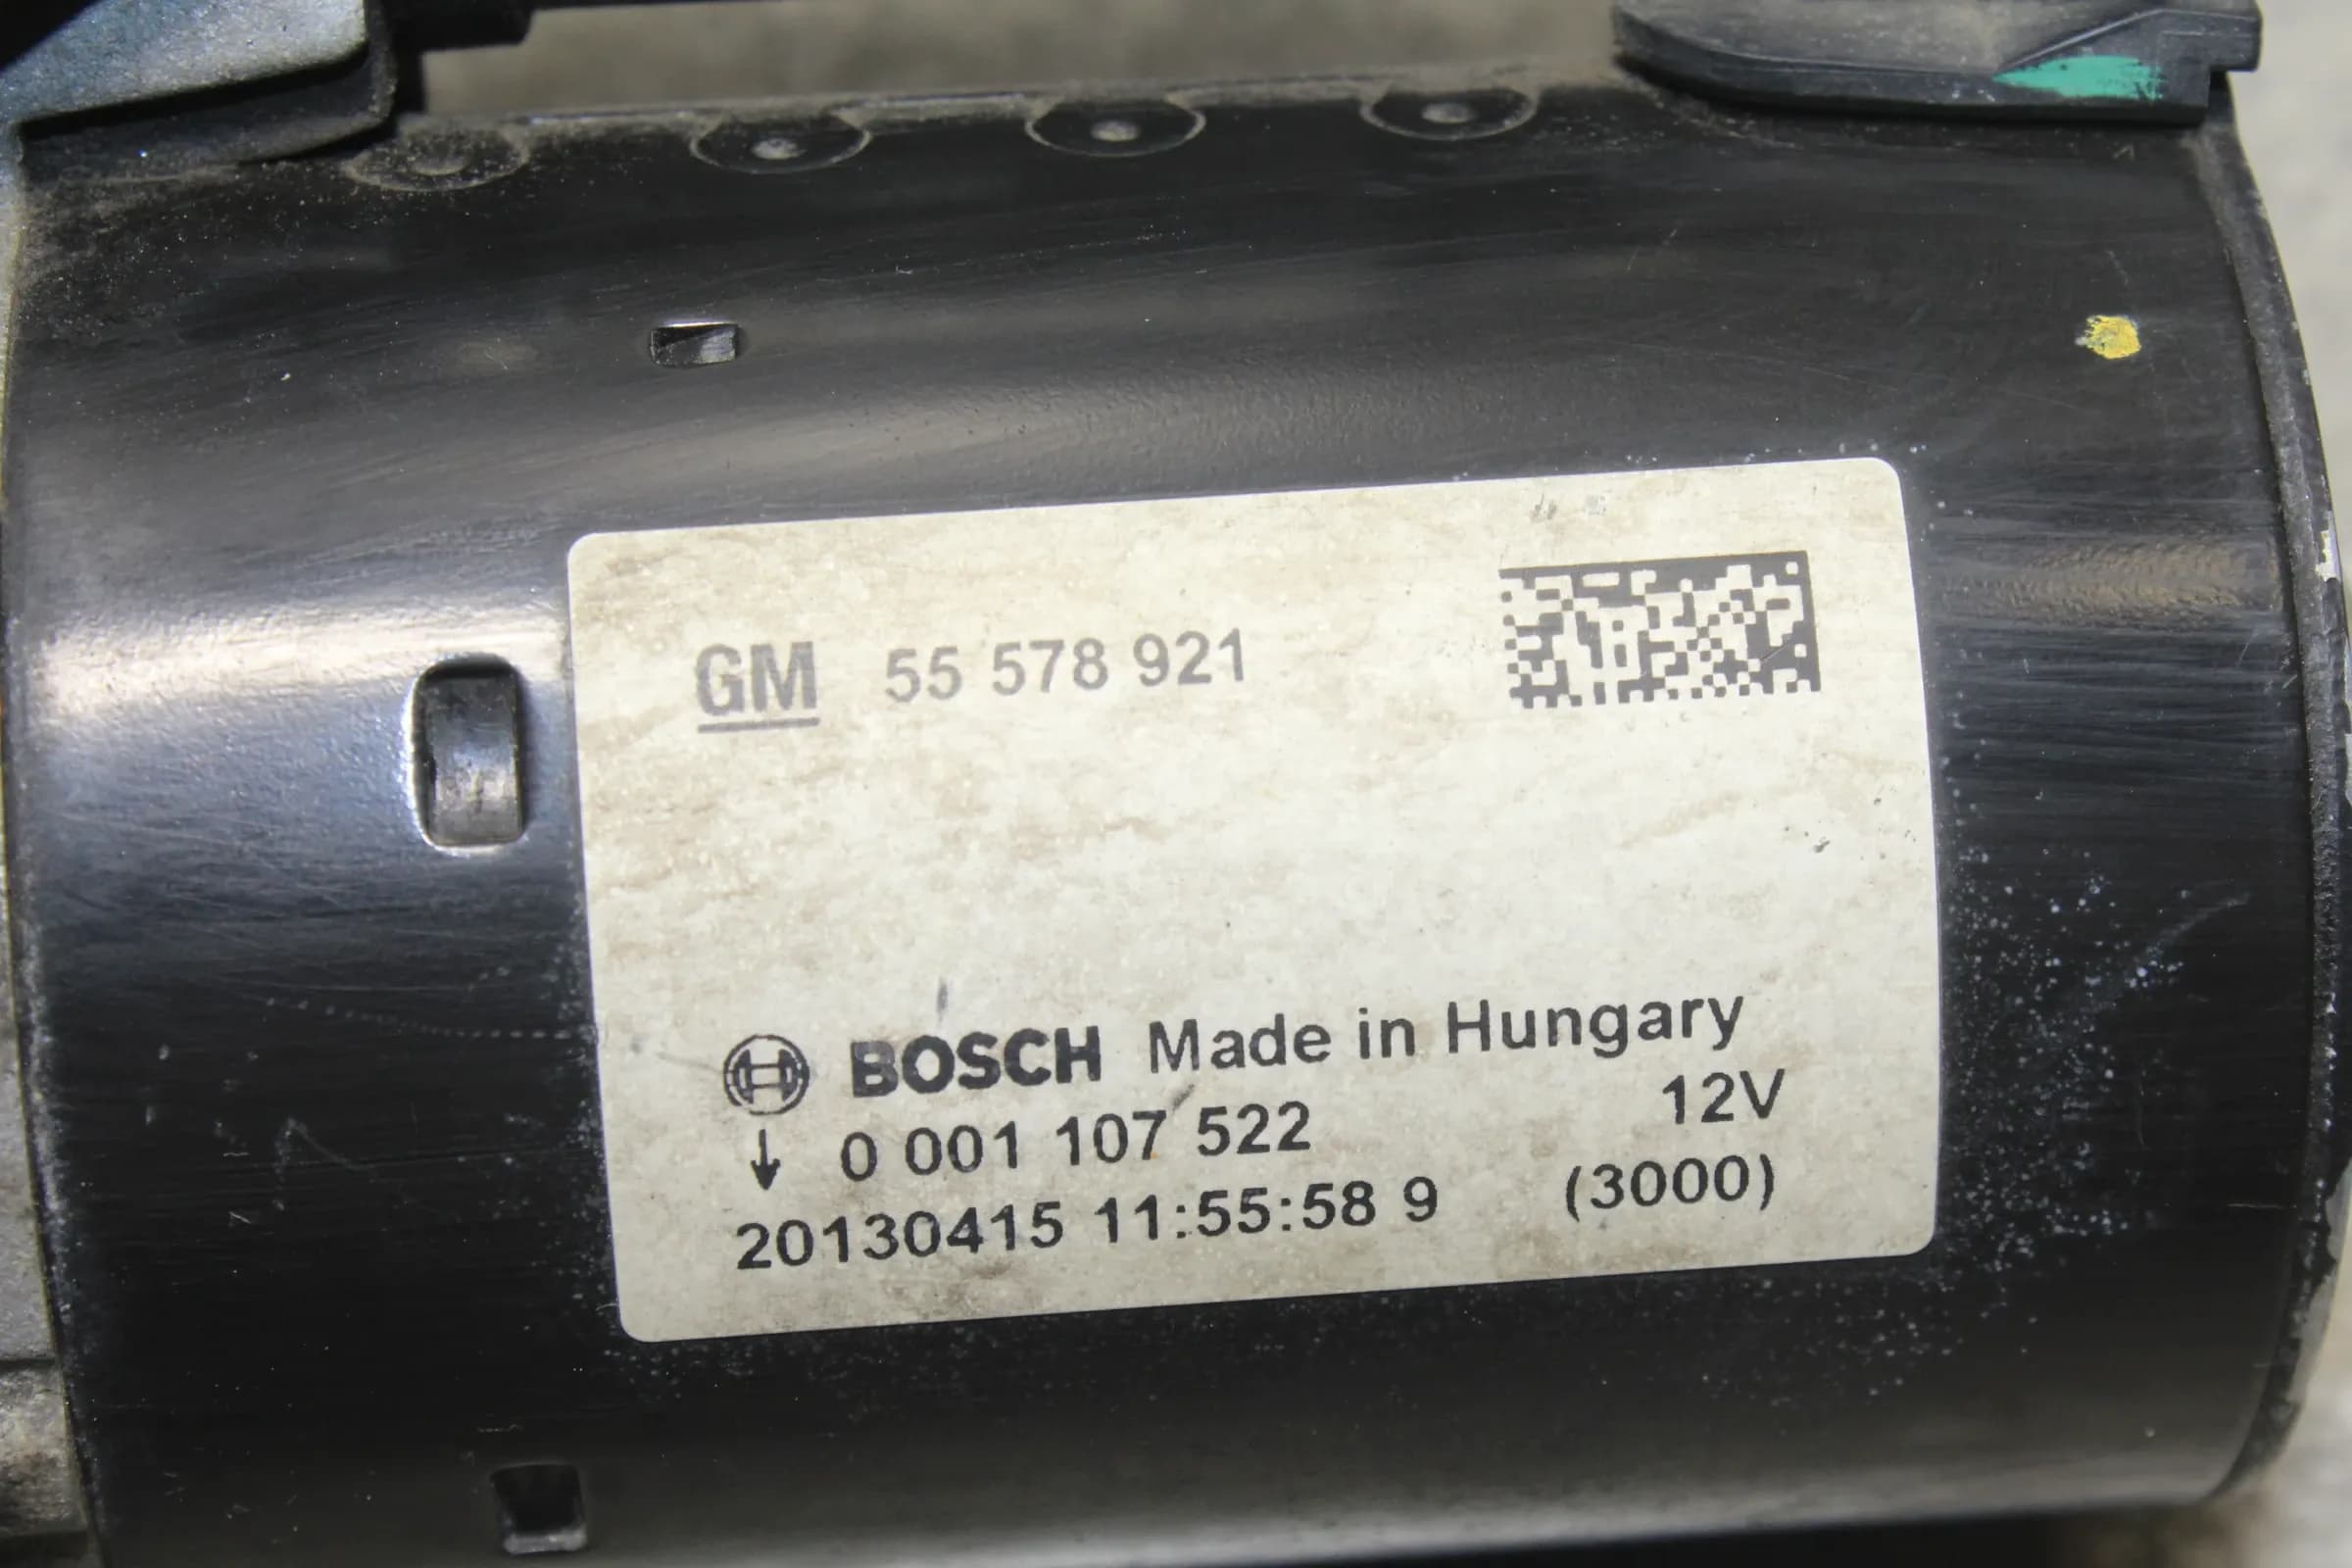 GM 55 578 921
BOSCH Made in Hungary
↓ 0 001 107 522 12V
20130415 11:55:58 9 (3000)